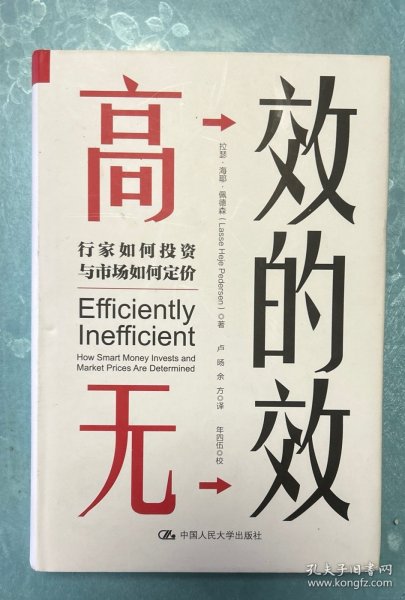 高效的
无效
行家如何投资
与市场如何定价
Efficiently
Inefficient
How Smart Money Invests and
Market Prices Are Determined
拉瑟·海耶·佩德森（Lasse Heje Pedersen）◎著
卢旸 余方◎译
年四伍◎校
中国人民大学出版社
孔夫子旧书网
www.kongfz.com